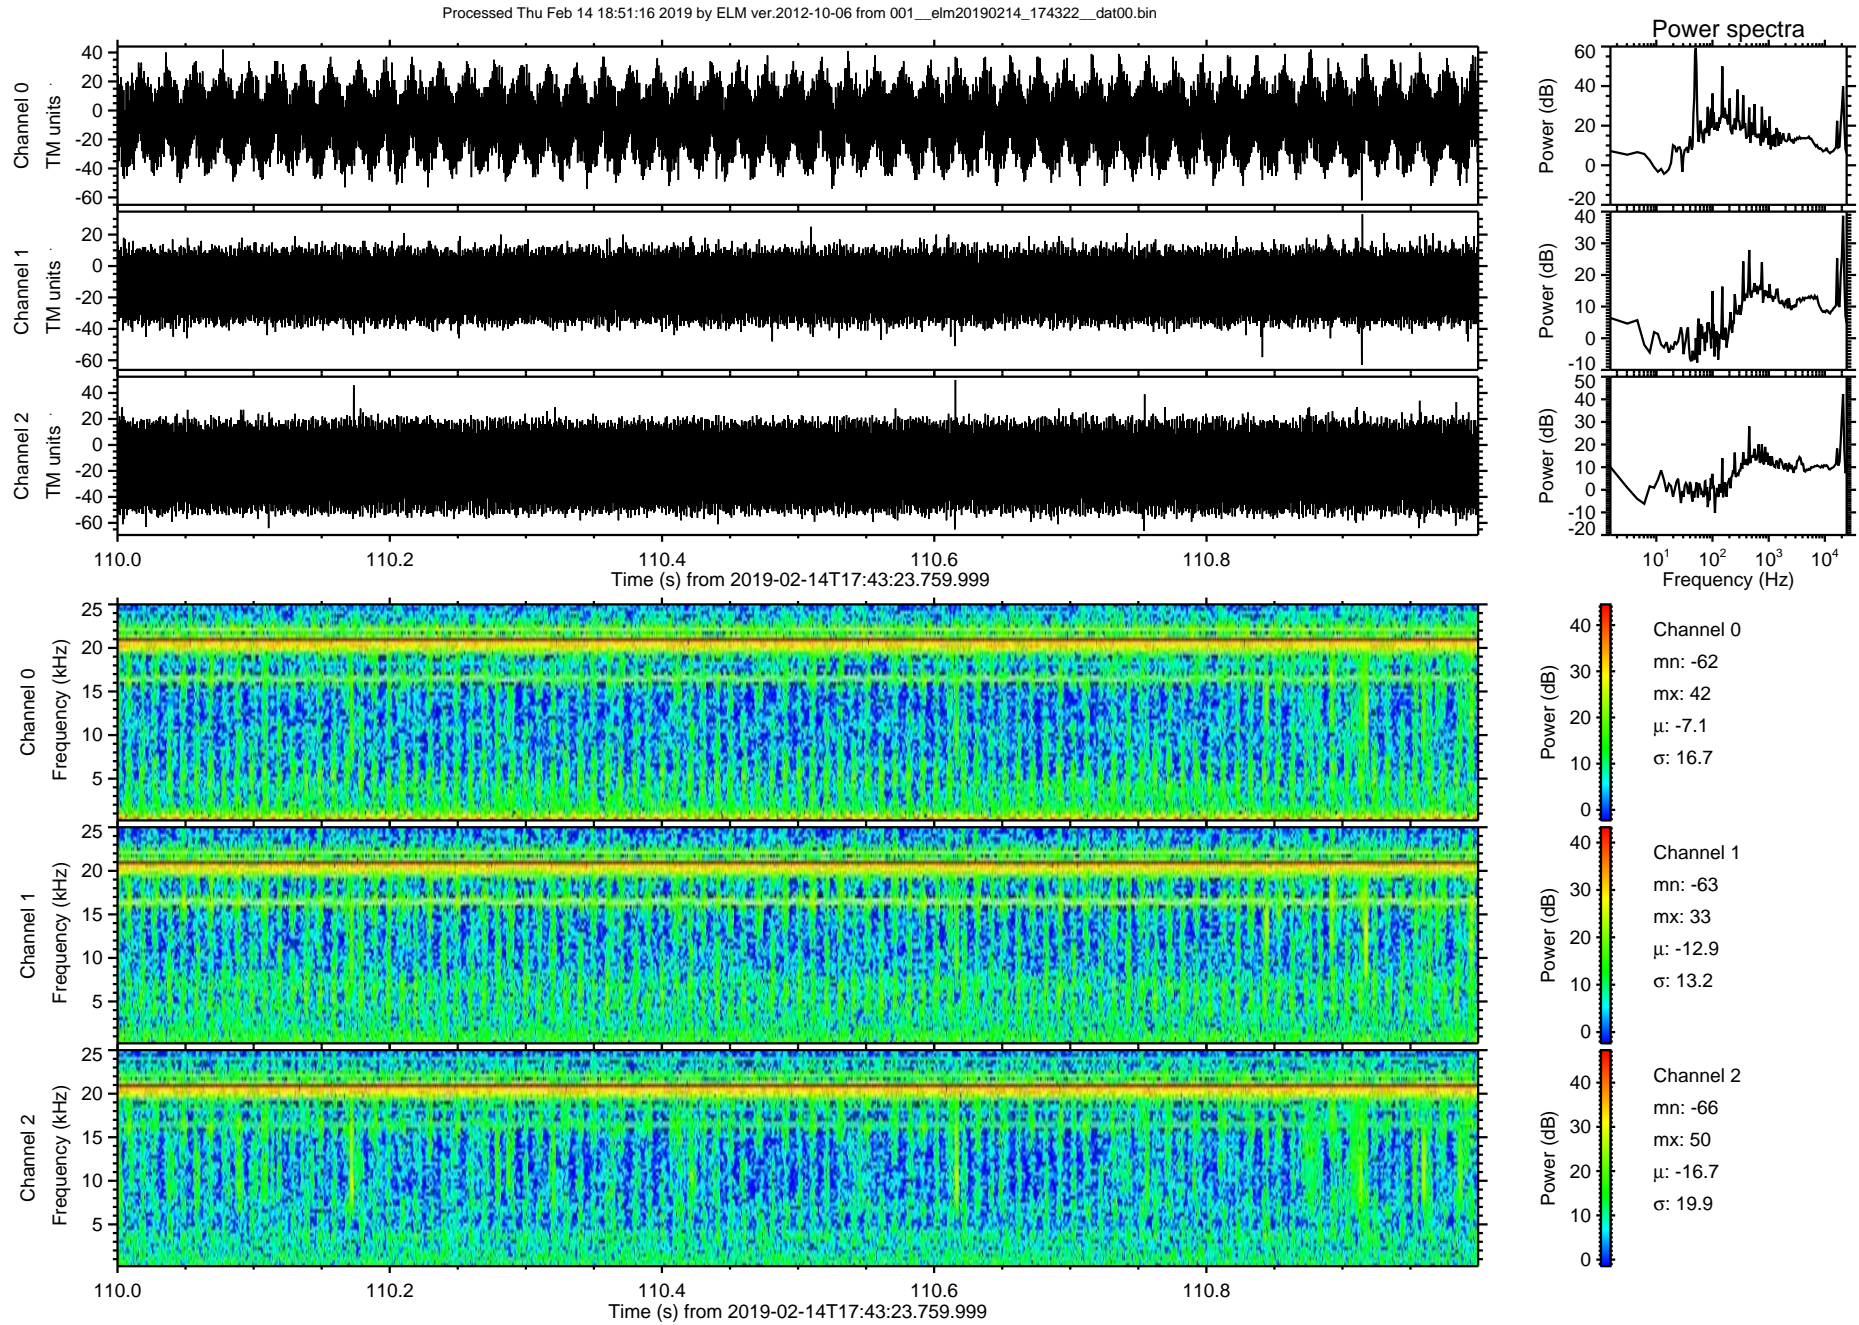 Processed Thu Feb 14 18:51:16 2019 by ELM ver.2012-10-06 from 001__elm20190214_174322__dat00.bin
Power spectra
Channel 0
TM units
40
20
0
-20
-40
-60
Power (dB)
60
40
20
0
-20
Channel 1
TM units
20
0
-20
-40
-60
Power (dB)
40
30
20
10
0
-10
Channel 2
TM units
40
20
0
-20
-40
-60
Power (dB)
50
40
30
20
10
0
-10
-20
110.0 110.2 110.4 110.6 110.8
Time (s) from 2019-02-14T17:43:23.759.999
10¹ 10² 10³ 10⁴
Frequency (Hz)
Channel 0
Frequency (kHz)
25
20
15
10
5
Power (dB)
40
30
20
10
0
Channel 0
mn: -62
mx: 42
μ: -7.1
σ: 16.7
Channel 1
Frequency (kHz)
25
20
15
10
5
Power (dB)
40
30
20
10
0
Channel 1
mn: -63
mx: 33
μ: -12.9
σ: 13.2
Channel 2
Frequency (kHz)
25
20
15
10
5
Power (dB)
40
30
20
10
0
Channel 2
mn: -66
mx: 50
μ: -16.7
σ: 19.9
110.0 110.2 110.4 110.6 110.8
Time (s) from 2019-02-14T17:43:23.759.999